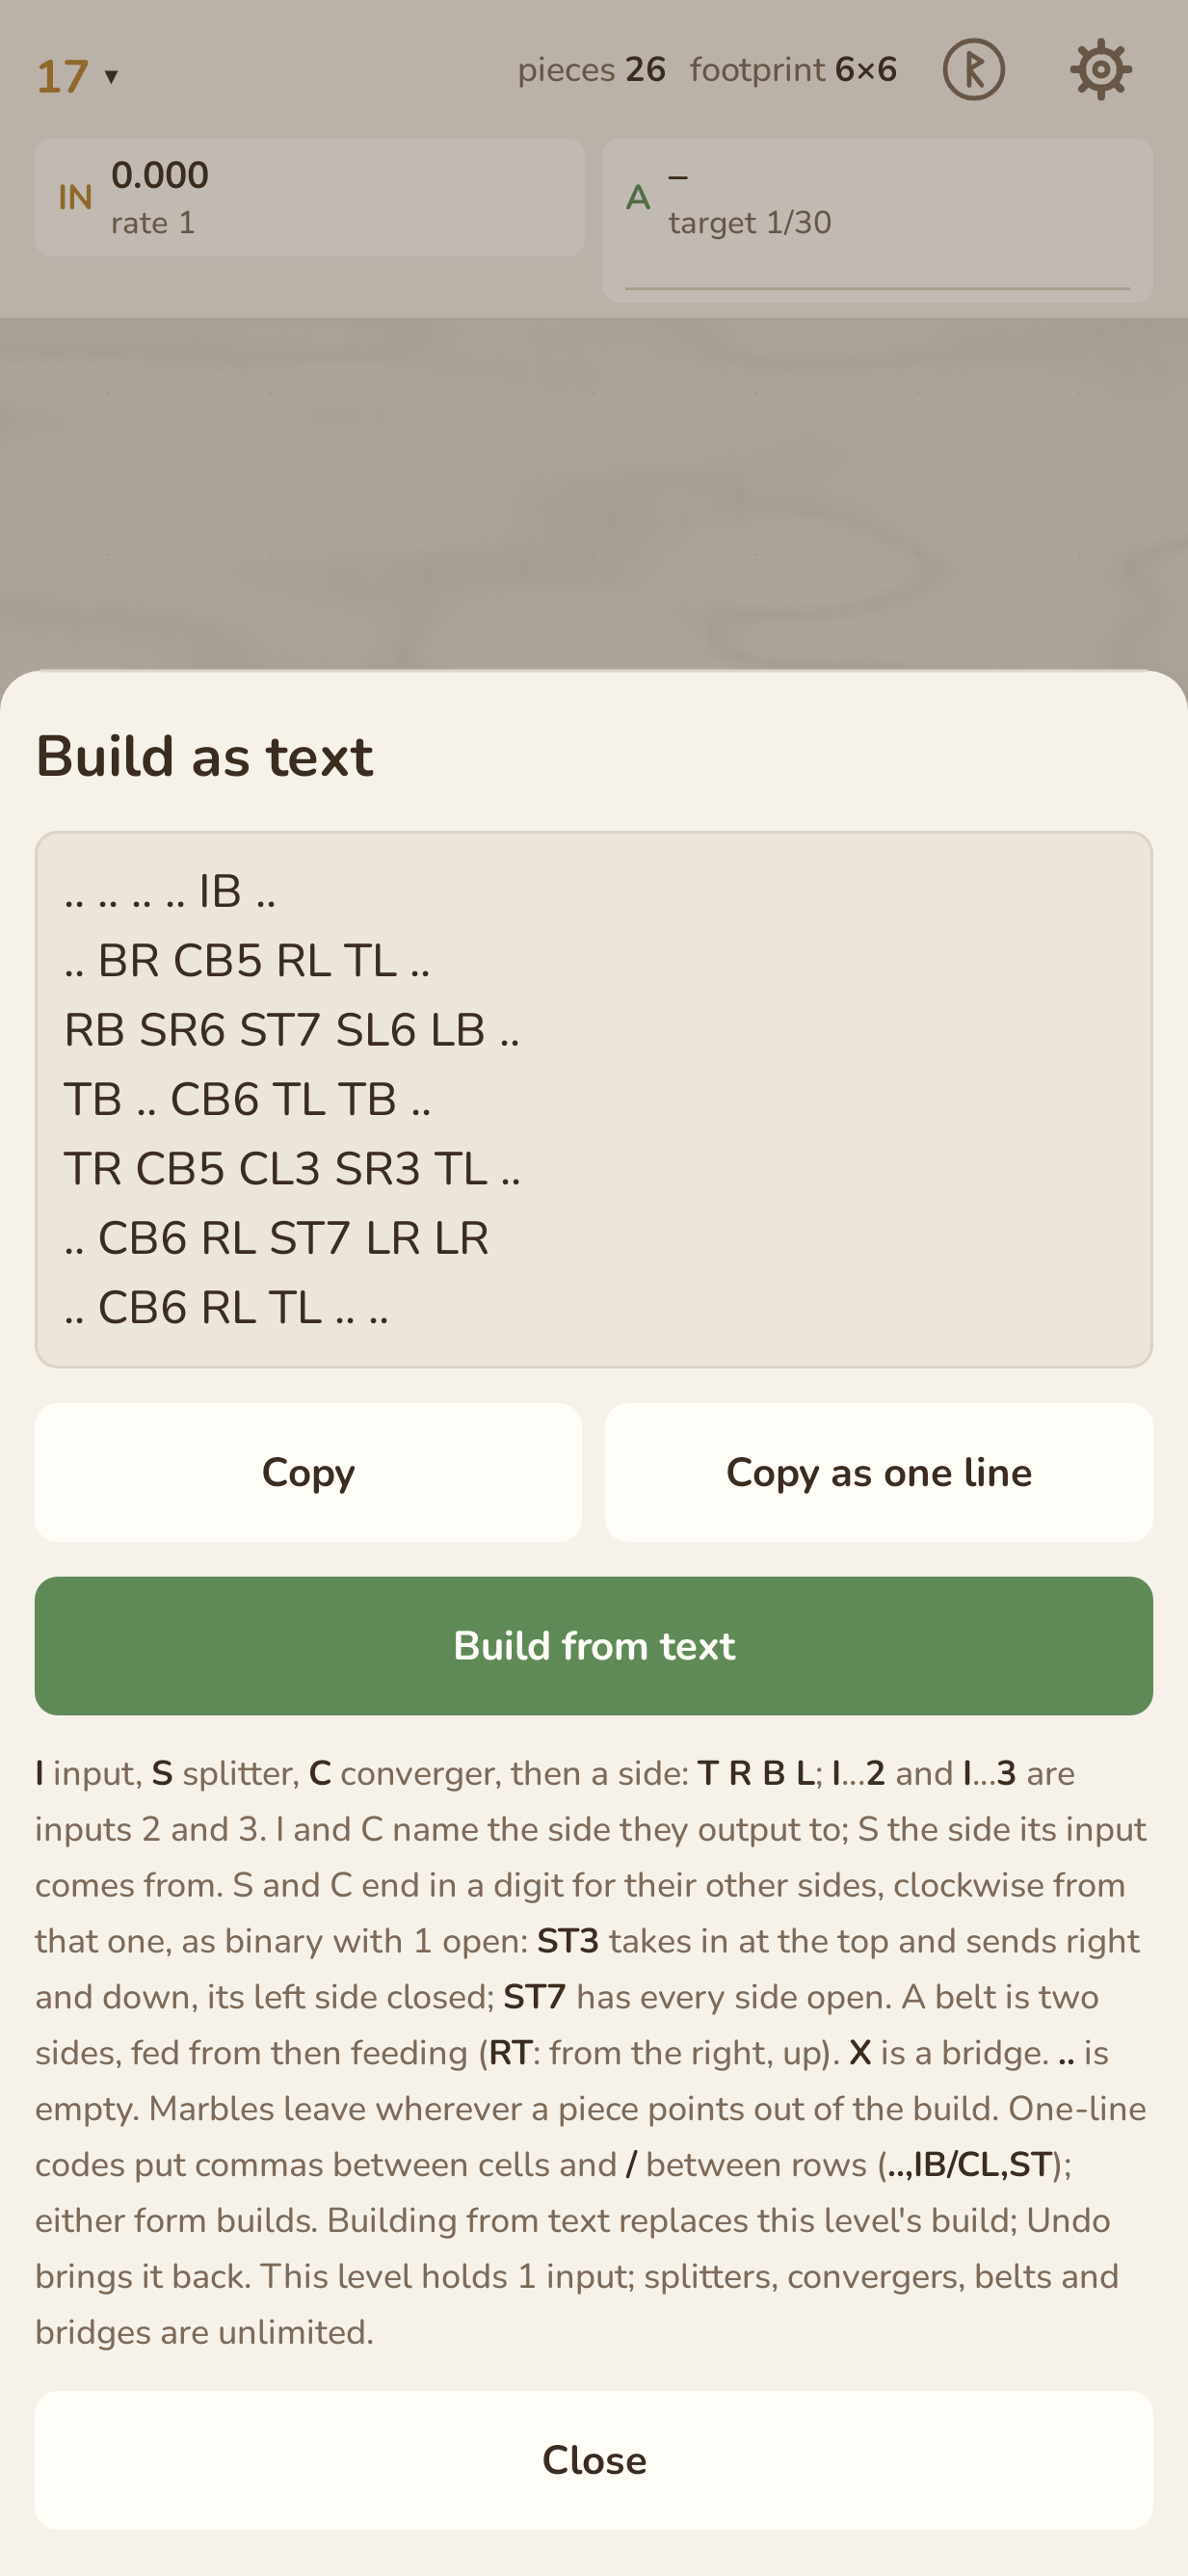 17 ▾ pieces 26 footprint 6×6
IN 0.000
rate 1
A –
target 1/30
Build as text
.. .. .. .. IB ..
.. BR CB5 RL TL ..
RB SR6 ST7 SL6 LB ..
TB .. CB6 TL TB ..
TR CB5 CL3 SR3 TL ..
.. CB6 RL ST7 LR LR
.. CB6 RL TL .. ..
Copy
Copy as one line
Build from text
I input, S splitter, C converger, then a side: T R B L; I...2 and I...3 are
inputs 2 and 3. I and C name the side they output to; S the side its input
comes from. S and C end in a digit for their other sides, clockwise from
that one, as binary with 1 open: ST3 takes in at the top and sends right
and down, its left side closed; ST7 has every side open. A belt is two
sides, fed from then feeding (RT: from the right, up). X is a bridge. .. is
empty. Marbles leave wherever a piece points out of the build. One-line
codes put commas between cells and / between rows (..,IB/CL,ST);
either form builds. Building from text replaces this level's build; Undo
brings it back. This level holds 1 input; splitters, convergers, belts and
bridges are unlimited.
Close